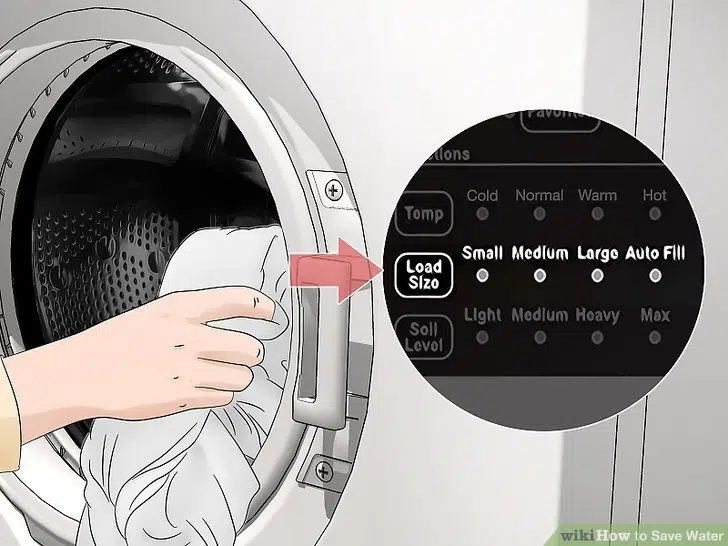 Favorite
ctions
Cold Normal Warm Hot
Temp
Small Medium Large Auto Fill
Load
Size
Light Medium Heavy Max
Soil
Level
wikiHow to Save Water